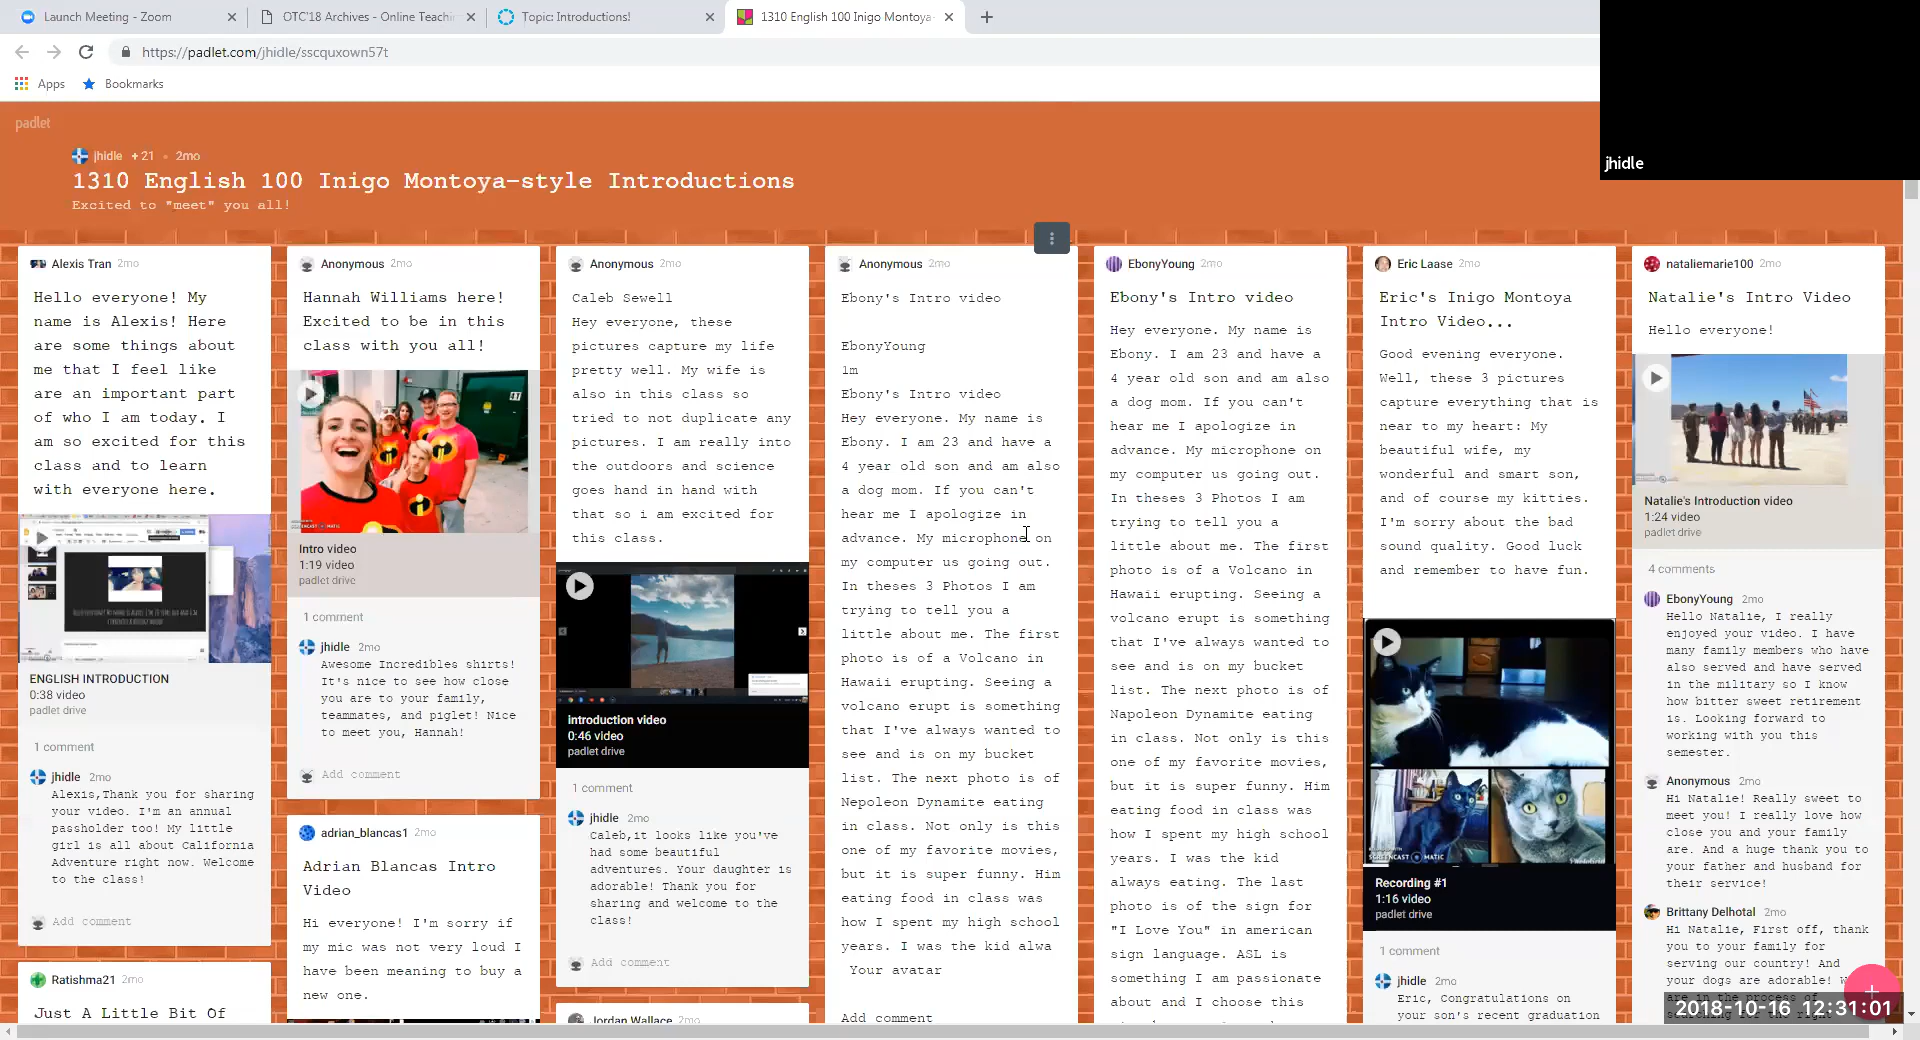 Launch Meeting - Zoom
OTC'18 Archives - Online Teachi
Topic: Introductions!
1310 English 100 Inigo Montoya-
https://padlet.com/jhidle/sscquxown57t
Apps
Bookmarks
padlet
jhidle +21 • 2mo
1310 English 100 Inigo Montoya-style Introductions
Excited to "meet" you all!
jhidle
Alexis Tran 2mo
Hello everyone! My
name is Alexis! Here
are some things about
me that I feel like
are an important part
of who I am today. I
am so excited for this
class and to learn
with everyone here.
ENGLISH INTRODUCTION
0:38 video
padlet drive
1 comment
jhidle 2mo
Alexis,Thank you for sharing
your video. I'm an annual
passholder too! My little
girl is all about California
Adventure right now. Welcome
to the class!
Add comment
Ratishma21 2mo
Just A Little Bit Of
Anonymous 2mo
Hannah Williams here!
Excited to be in this
class with you all!
Intro video
1:19 video
padlet drive
1 comment
jhidle 2mo
Awesome Incredibles shirts!
It's nice to see how close
you are to your family,
teammates, and piglet! Nice
to meet you, Hannah!
Add comment
adrian_blancas1 2mo
Adrian Blancas Intro
Video
Hi everyone! I'm sorry if
my mic was not very loud I
have been meaning to buy a
new one.
Anonymous 2mo
Caleb Sewell
Hey everyone, these
pictures capture my life
pretty well. My wife is
also in this class so
tried to not duplicate any
pictures. I am really into
the outdoors and science
goes hand in hand with
that so i am excited for
this class.
introduction video
0:46 video
padlet drive
1 comment
jhidle 2mo
Caleb,it looks like you've
had some beautiful
adventures. Your daughter is
adorable! Thank you for
sharing and welcome to the
class!
Add comment
Jordan Wallace 2mo
Anonymous 2mo
Ebony's Intro video
EbonyYoung
1m
Ebony's Intro video
Hey everyone. My name is
Ebony. I am 23 and have a
4 year old son and am also
a dog mom. If you can't
hear me I apologize in
advance. My microphone on
my computer us going out.
In theses 3 Photos I am
trying to tell you a
little about me. The first
photo is of a Volcano in
Hawaii erupting. Seeing a
volcano erupt is something
that I've always wanted to
see and is on my bucket
list. The next photo is of
Nepoleon Dynamite eating
in class. Not only is this
one of my favorite movies,
but it is super funny. Him
eating food in class was
how I spent my high school
years. I was the kid alwa
Your avatar
Add comment
EbonyYoung 2mo
Ebony's Intro video
Hey everyone. My name is
Ebony. I am 23 and have a
4 year old son and am also
a dog mom. If you can't
hear me I apologize in
advance. My microphone on
my computer us going out.
In theses 3 Photos I am
trying to tell you a
little about me. The first
photo is of a Volcano in
Hawaii erupting. Seeing a
volcano erupt is something
that I've always wanted to
see and is on my bucket
list. The next photo is of
Napoleon Dynamite eating
in class. Not only is this
one of my favorite movies,
but it is super funny. Him
eating food in class was
how I spent my high school
years. I was the kid
always eating. The last
photo is of the sign for
"I Love You" in american
sign language. ASL is
something I am passionate
about and I choose this
Eric Laase 2mo
Eric's Inigo Montoya
Intro Video...
Good evening everyone.
Well, these 3 pictures
capture everything that is
near to my heart: My
beautiful wife, my
wonderful and smart son,
and of course my kitties.
I'm sorry about the bad
sound quality. Good luck
and remember to have fun.
Recording #1
1:16 video
padlet drive
1 comment
jhidle 2mo
Eric, Congratulations on
your son's recent graduation
nataliemarie100 2mo
Natalie's Intro Video
Hello everyone!
Natalie's Introduction video
1:24 video
padlet drive
4 comments
EbonyYoung 2mo
Hello Natalie, I really
enjoyed your video. I have
many family members who have
also served and have served
in the military so I know
how bitter sweet retirement
is. Looking forward to
working with you this
semester.
Anonymous 2mo
Hi Natalie! Really sweet to
meet you! I really love how
close you and your family
are. And a huge thank you to
your father and husband for
their service!
Brittany Delhotal 2mo
Hi Natalie, First off, thank
you to your family for
serving our country! And
your dogs are adorable! W
are in the process of
2018-10-16 12:31:01